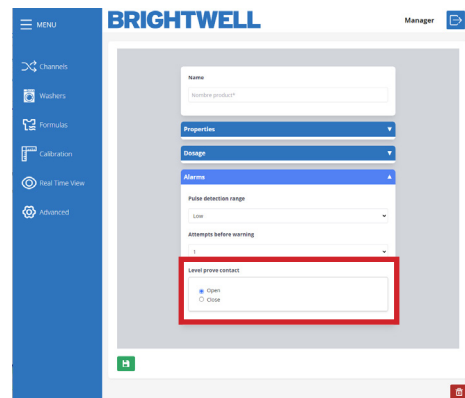 MENU
BRIGHTWELL
Manager
Channels
Washers
Formulas
Calibration
Real Time View
Advanced
Name
Nombre product*
Properties
Dosage
Alarms
Pulse detection range
Low
Attempts before warning
1
Level prove contact
Open
Close